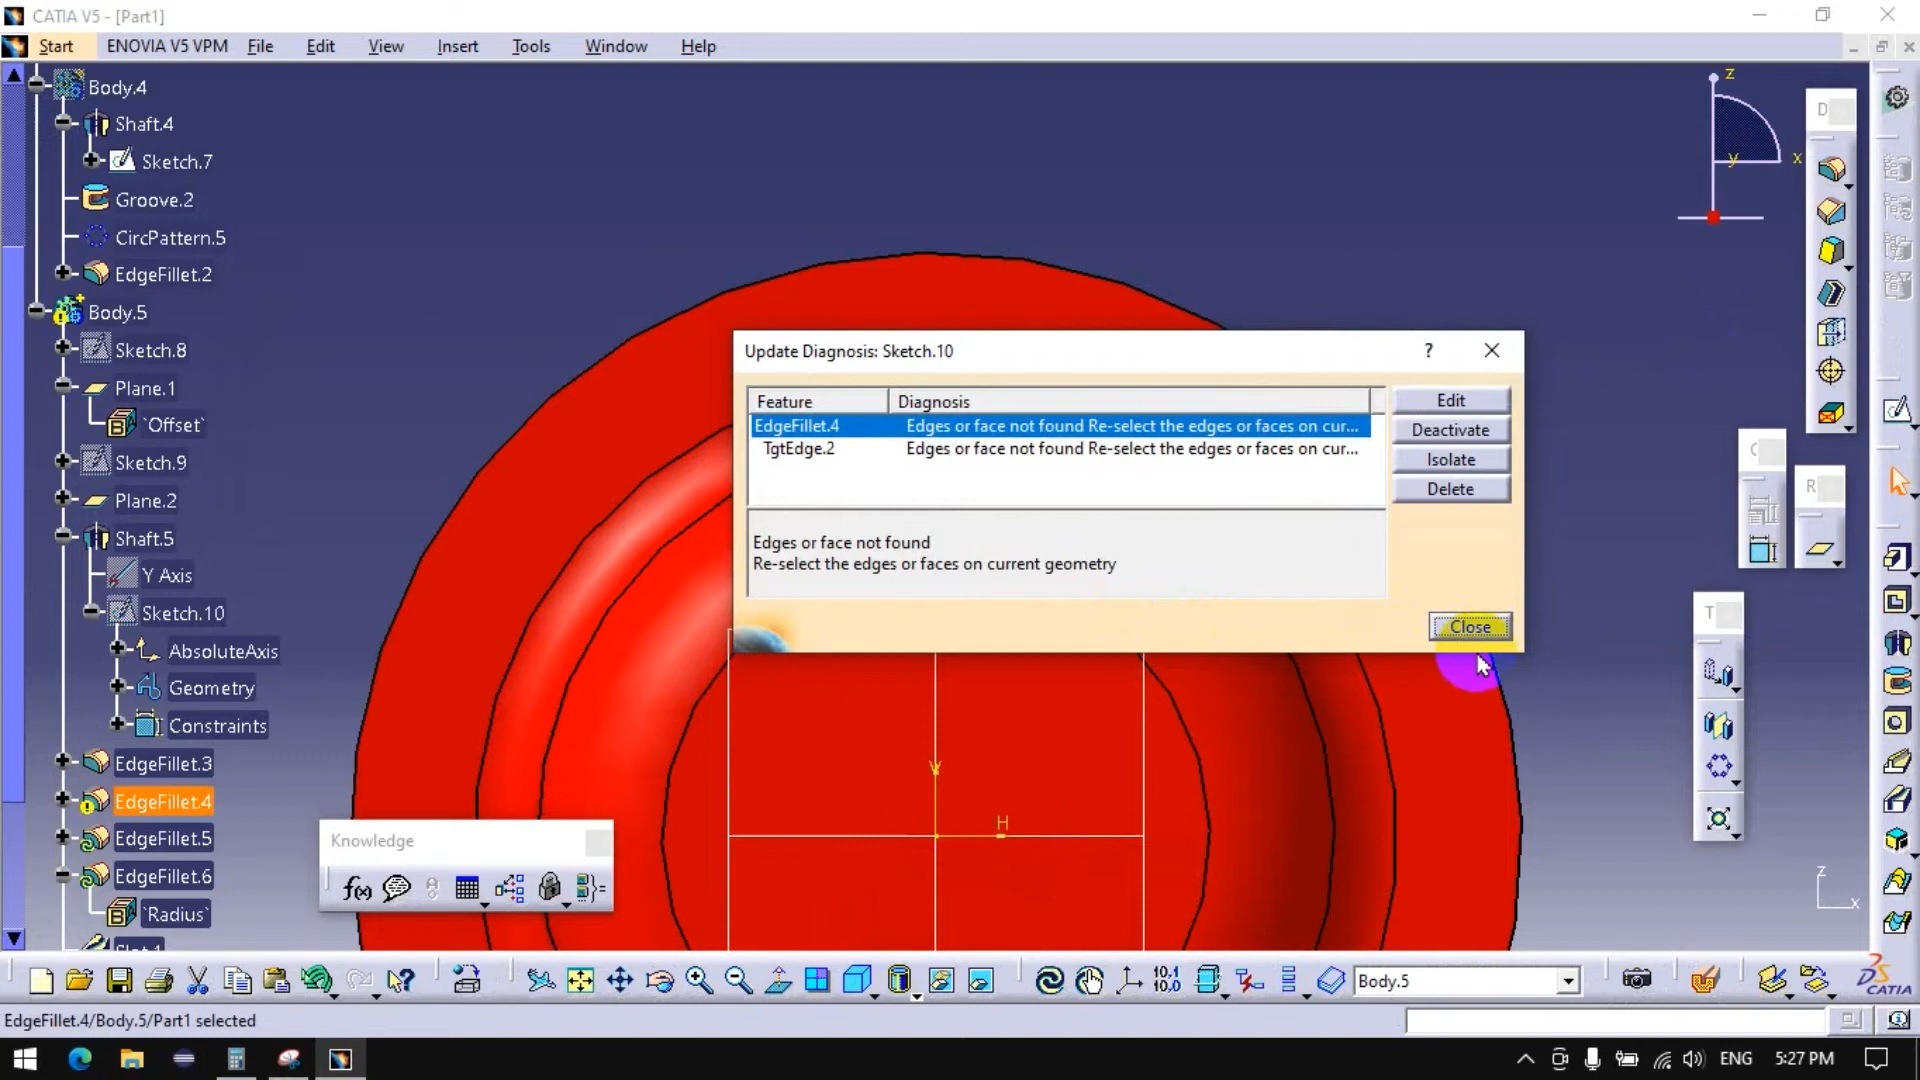 CATIA V5 - [Part1]
Start
ENOVIA V5 VPM
File
Edit
View
Insert
Tools
Window
Help
Body.4
Shaft.4
Sketch.7
Groove.2
CircPattern.5
EdgeFillet.2
Body.5
Sketch.8
Plane.1
`Offset`
Sketch.9
Plane.2
Shaft.5
Y Axis
Sketch.10
AbsoluteAxis
Geometry
Constraints
EdgeFillet.3
EdgeFillet.4
EdgeFillet.5
EdgeFillet.6
`Radius`
z
y
x
D
C
R
T
Update Diagnosis: Sketch.10
?
Feature
Diagnosis
EdgeFillet.4
Edges or face not found Re-select the edges or faces on cur...
TgtEdge.2
Edges or face not found Re-select the edges or faces on cur...
Edit
Deactivate
Isolate
Delete
Edges or face not found
Re-select the edges or faces on current geometry
Close
V
H
Knowledge
f(x)
z
x
10.1
10.0
Body.5
CATIA
EdgeFillet.4/Body.5/Part1 selected
ENG
5:27 PM